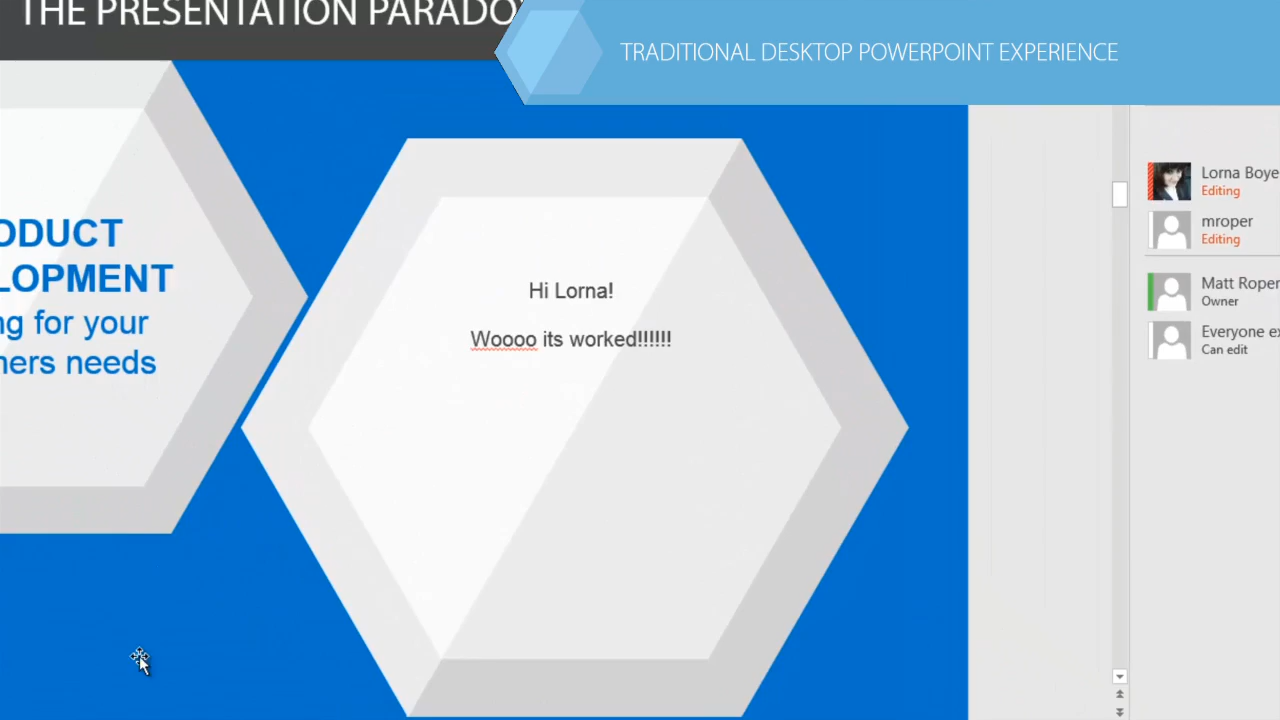 THE PRESENTATION PARADO
TRADITIONAL DESKTOP POWERPOINT EXPERIENCE
ODUCT
LOPMENT
ng for your
ners needs
Hi Lorna!
Woooo its worked!!!!!!
Lorna Boye
Editing
mroper
Editing
Matt Roper
Owner
Everyone ex
Can edit